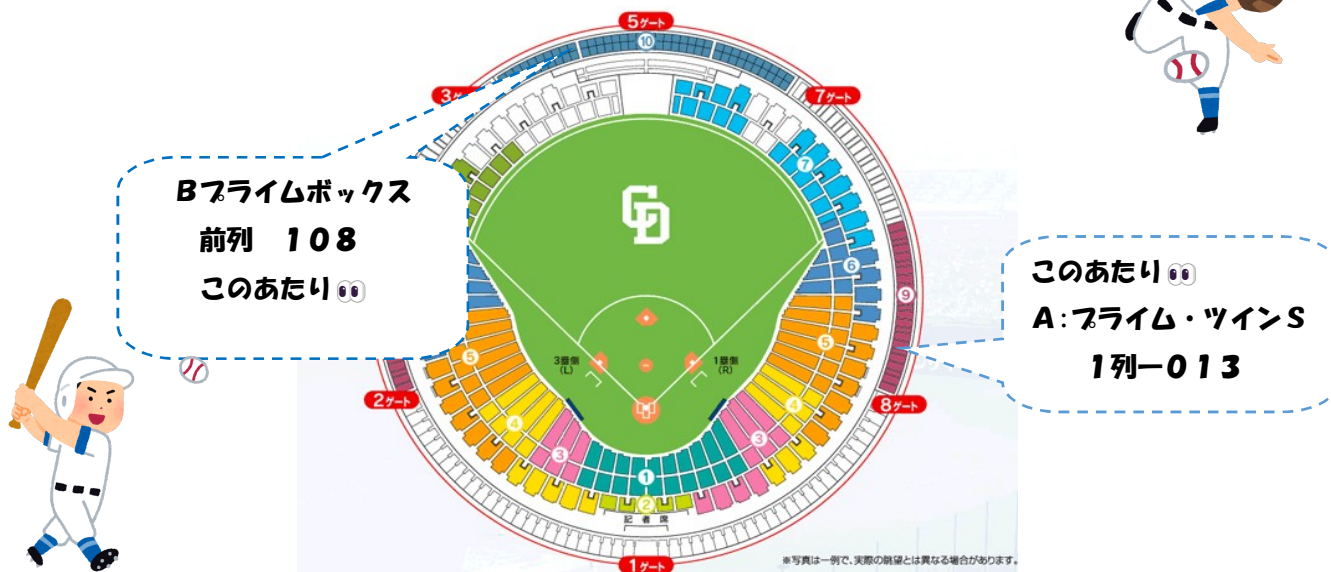 5ゲート
⑩
3ゲ
7ゲート
Bプライムボックス
前列 108
このあたり👀
CD
⑦
⑥
⑨
このあたり👀
A:プライム・ツインS
1列ー013
⑤
⑤
3塁側
(L)
1塁側
(R)
2ゲート
8ゲート
④
④
③
③
①
②
記者席
1ゲート
※写真は一例で、実際の眺望とは異なる場合があります。